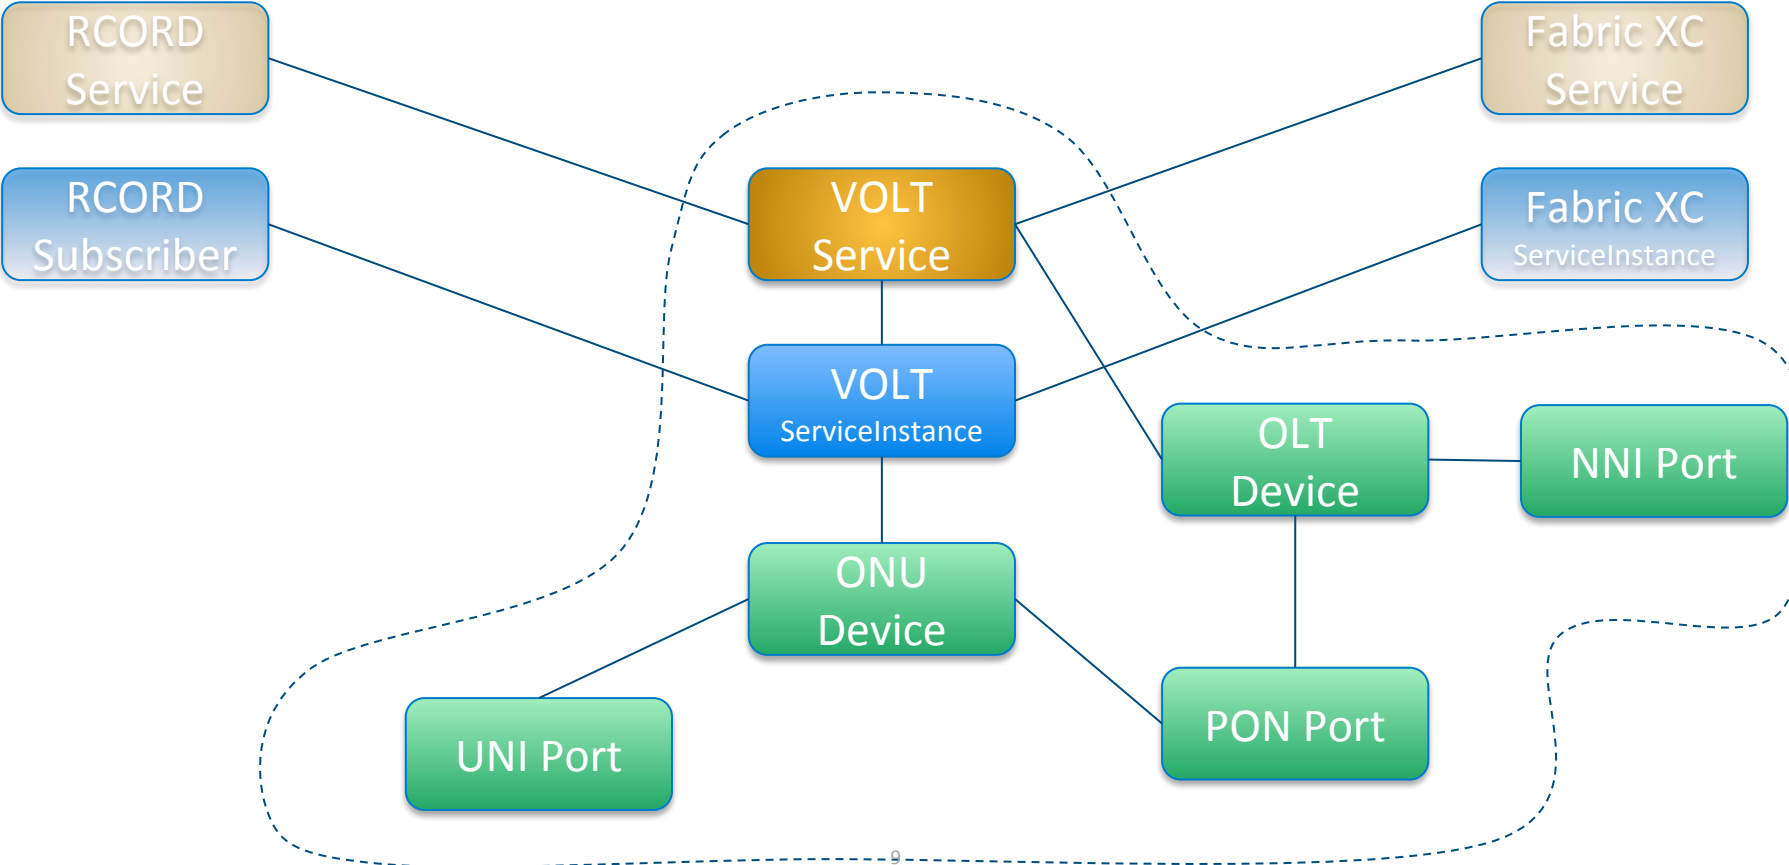 RCORD
Service
Fabric XC
Service
RCORD
Subscriber
VOLT
Service
Fabric XC
ServiceInstance
VOLT
ServiceInstance
OLT
Device
NNI Port
ONU
Device
UNI Port
PON Port
9